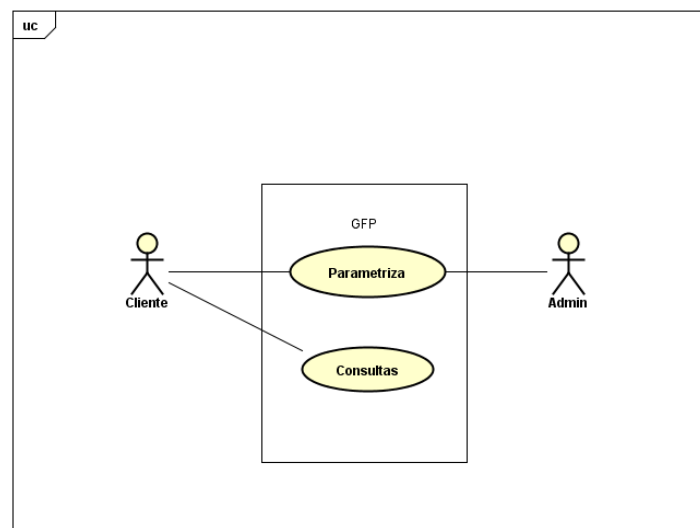 uc
GFP
Parametriza
Cliente
Admin
Consultas